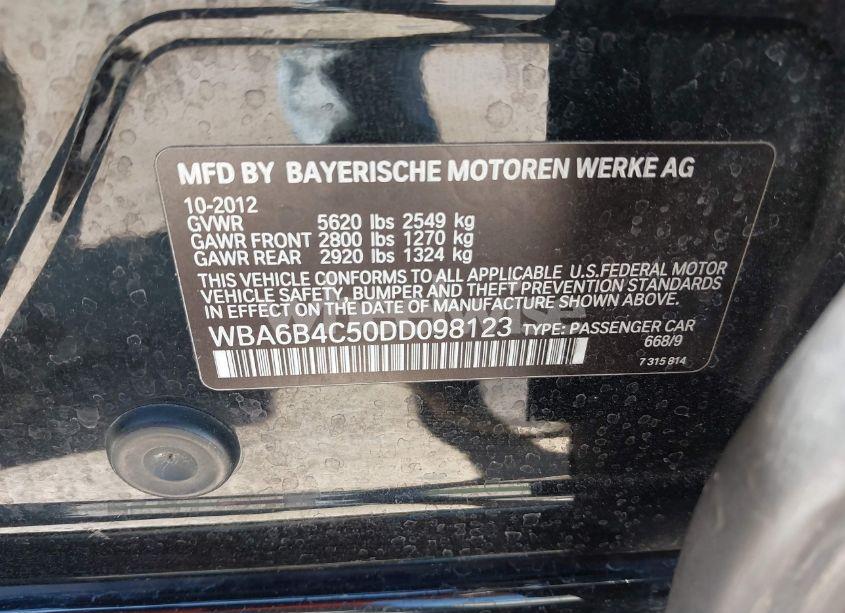 MFD BY BAYERISCHE MOTOREN WERKE AG
10-2012
GVWR 5620 lbs 2549 kg
GAWR FRONT 2800 lbs 1270 kg
GAWR REAR 2920 lbs 1324 kg
THIS VEHICLE CONFORMS TO ALL APPLICABLE U.S.FEDERAL MOTOR
VEHICLE SAFETY, BUMPER AND THEFT PREVENTION STANDARDS
IN EFFECT ON THE DATE OF MANUFACTURE SHOWN ABOVE.
WBA6B4C50DD098123 TYPE: PASSENGER CAR
668/9
7 315 814